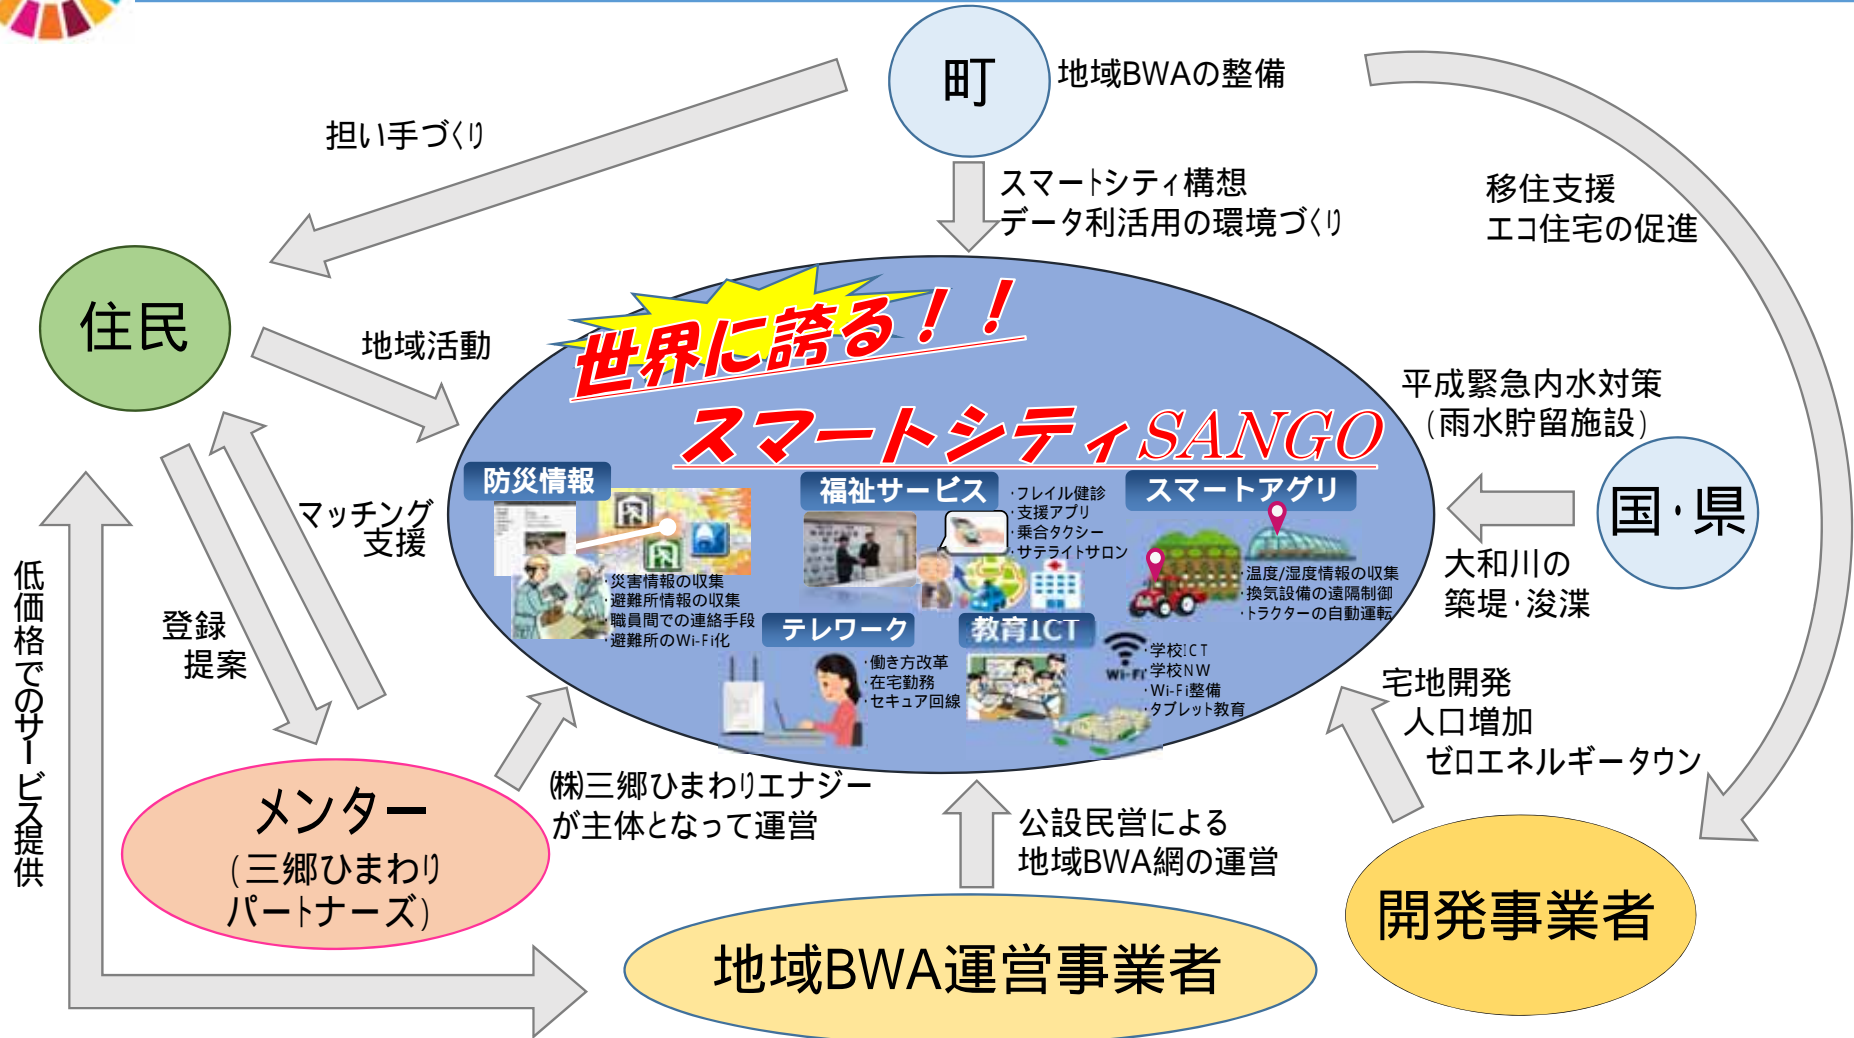 町
地域BWAの整備
担い手づくり
スマートシティ構想
データ利活用の環境づくり
移住支援
エコ住宅の促進
住民
地域活動
世界に誇る！！
スマートシティSANGO
平成緊急内水対策
(雨水貯留施設)
国・県
大和川の
築堤・浚渫
防災情報
・災害情報の収集
・避難所情報の収集
・職員間での連絡手段
・避難所のWi-Fi化
福祉サービス
・フレイル健診
・支援アプリ
・乗合タクシー
・サテライトサロン
スマートアグリ
・温度/湿度情報の収集
・換気設備の遠隔制御
・トラクターの自動運転
テレワーク
・働き方改革
・在宅勤務
・セキュア回線
教育ICT
Wi-Fi
・学校ICT
・学校NW
・Wi-Fi整備
・タブレット教育
マッチング
支援
登録
提案
低価格でのサービス提供
宅地開発
人口増加
ゼロエネルギータウン
メンター
(三郷ひまわり
パートナーズ)
㈱三郷ひまわりエナジー
が主体となって運営
公設民営による
地域BWA網の運営
開発事業者
地域BWA運営事業者